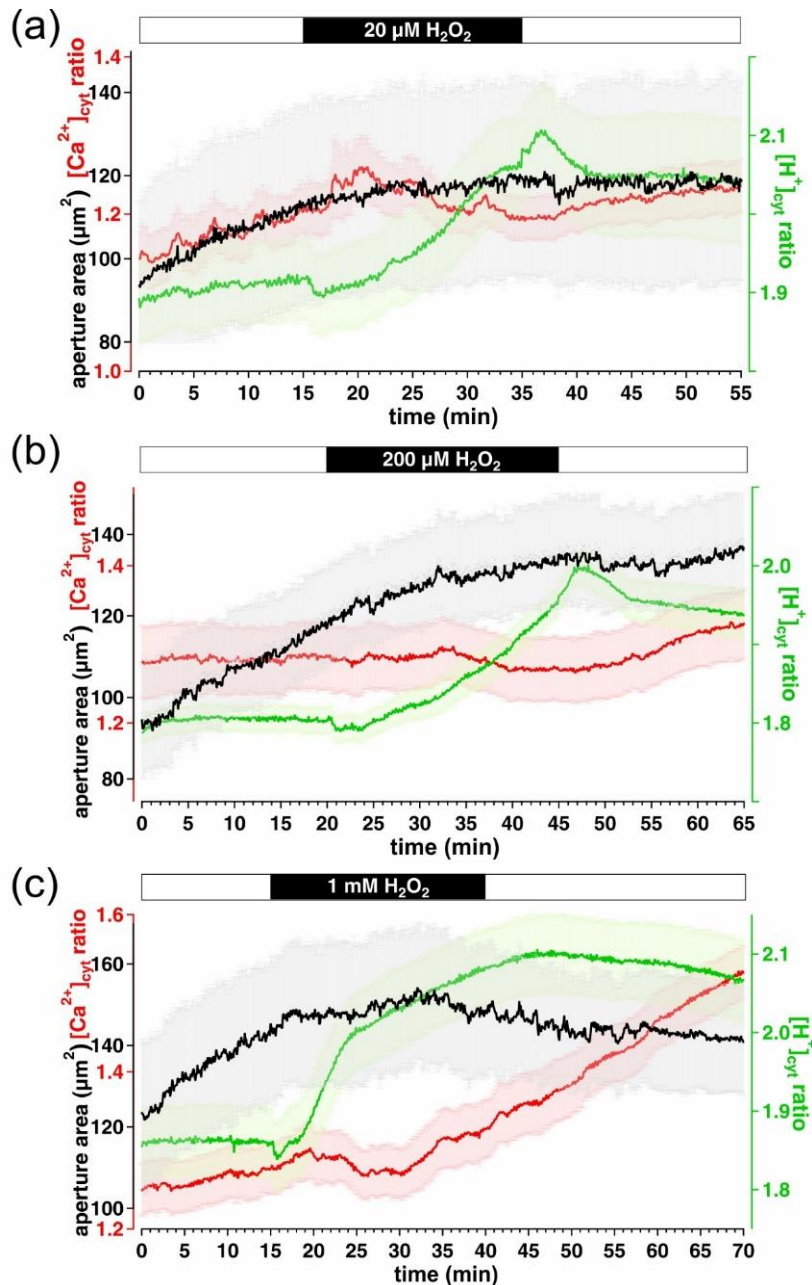 (a)
20 µM H₂O₂
1.4
140
120
1.2
100
80
1.0
aperture area (µm²)
[Ca²⁺]cyt ratio
2.1
1.9
[H⁺]cyt ratio
0 5 10 15 20 25 30 35 40 45 50 55
time (min)
(b)
200 µM H₂O₂
140
1.4
120
100
1.2
80
aperture area (µm²)
[Ca²⁺]cyt ratio
2.0
1.8
[H⁺]cyt ratio
0 5 10 15 20 25 30 35 40 45 50 55 60 65
time (min)
(c)
1 mM H₂O₂
1.6
160
140
1.4
120
100
1.2
aperture area (µm²)
[Ca²⁺]cyt ratio
2.1
2.0
1.9
1.8
[H⁺]cyt ratio
0 5 10 15 20 25 30 35 40 45 50 55 60 65 70
time (min)